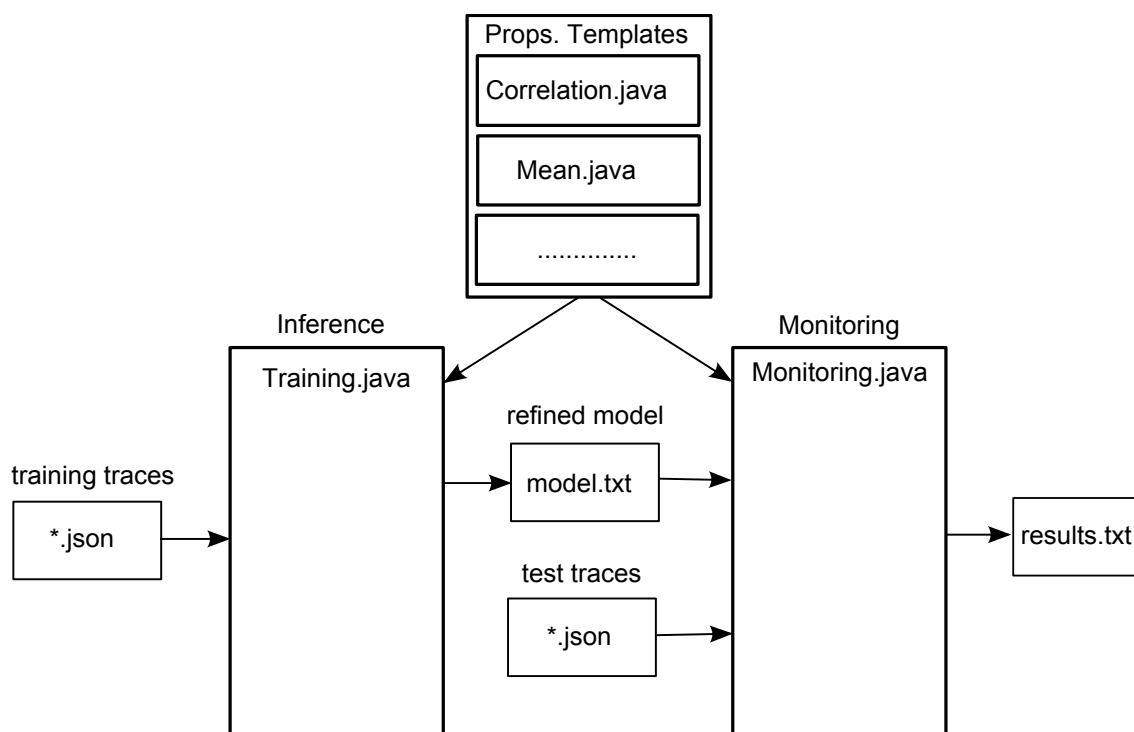 Props. Templates
Correlation.java
Mean.java
..............
Inference
Monitoring
Training.java
Monitoring.java
refined model
training traces
model.txt
*.json
results.txt
test traces
*.json